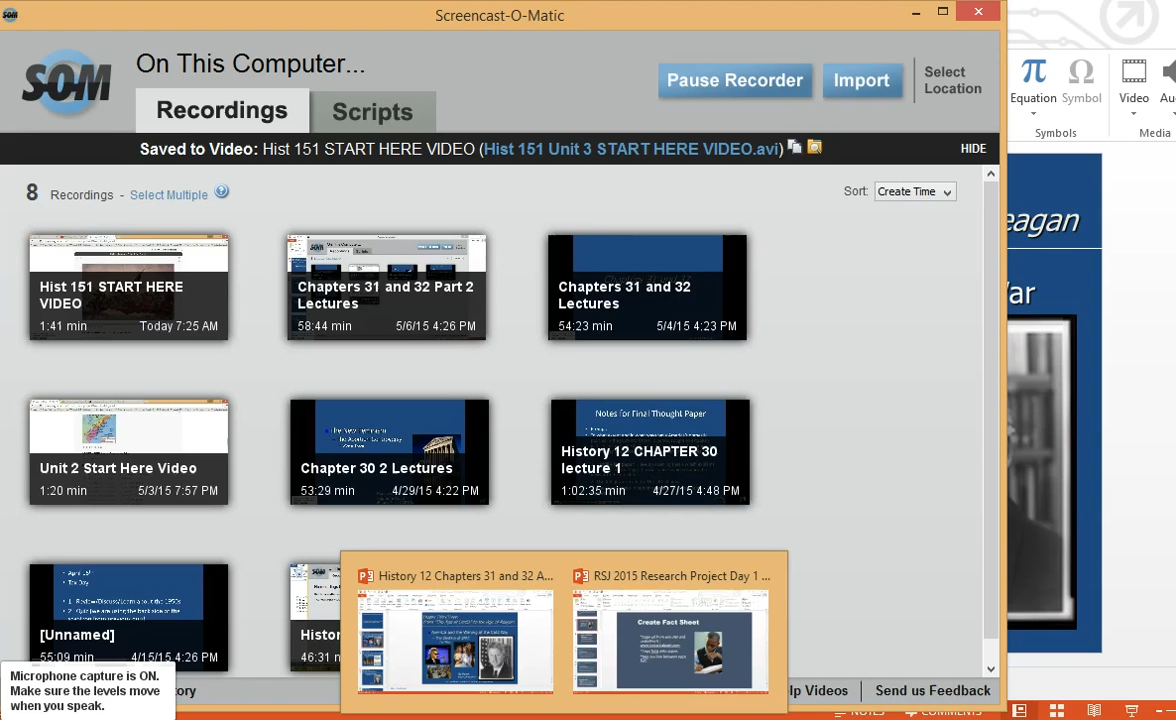 Screencast-O-Matic
SOM
On This Computer...
Pause Recorder
Import
Select
Location
Recordings
Scripts
Saved to Video: Hist 151 START HERE VIDEO (Hist 151 Unit 3 START HERE VIDEO.avi)
HIDE
8 Recordings - Select Multiple
Sort: Create Time
Hist 151 START HERE
VIDEO
1:41 min Today 7:25 AM
Chapters 31 and 32 Part 2
Lectures
58:44 min 5/6/15 4:26 PM
Chapters 31 and 32
Lectures
54:23 min 5/4/15 4:23 PM
Unit 2 Start Here Video
1:20 min 5/3/15 7:57 PM
The New Feminism
Chapter 30 2 Lectures
53:29 min 4/29/15 4:22 PM
Notes for Final Thought Paper
History 12 CHAPTER 30
lecture 1
1:02:35 min 4/27/15 4:48 PM
Tax Day
[Unnamed]
55:09 min 4/15/15 4:26 PM
Histo
46:31 m
History 12 Chapters 31 and 32 A...
RSJ 2015 Research Project Day 1 ...
Create Fact Sheet
Microphone capture is ON.
Make sure the levels move
when you speak.
tory
lp Videos
Send us Feedback
Equation
Symbol
Video
Au
Symbols
Media
eagan
ar
NOTES
COMMENTS